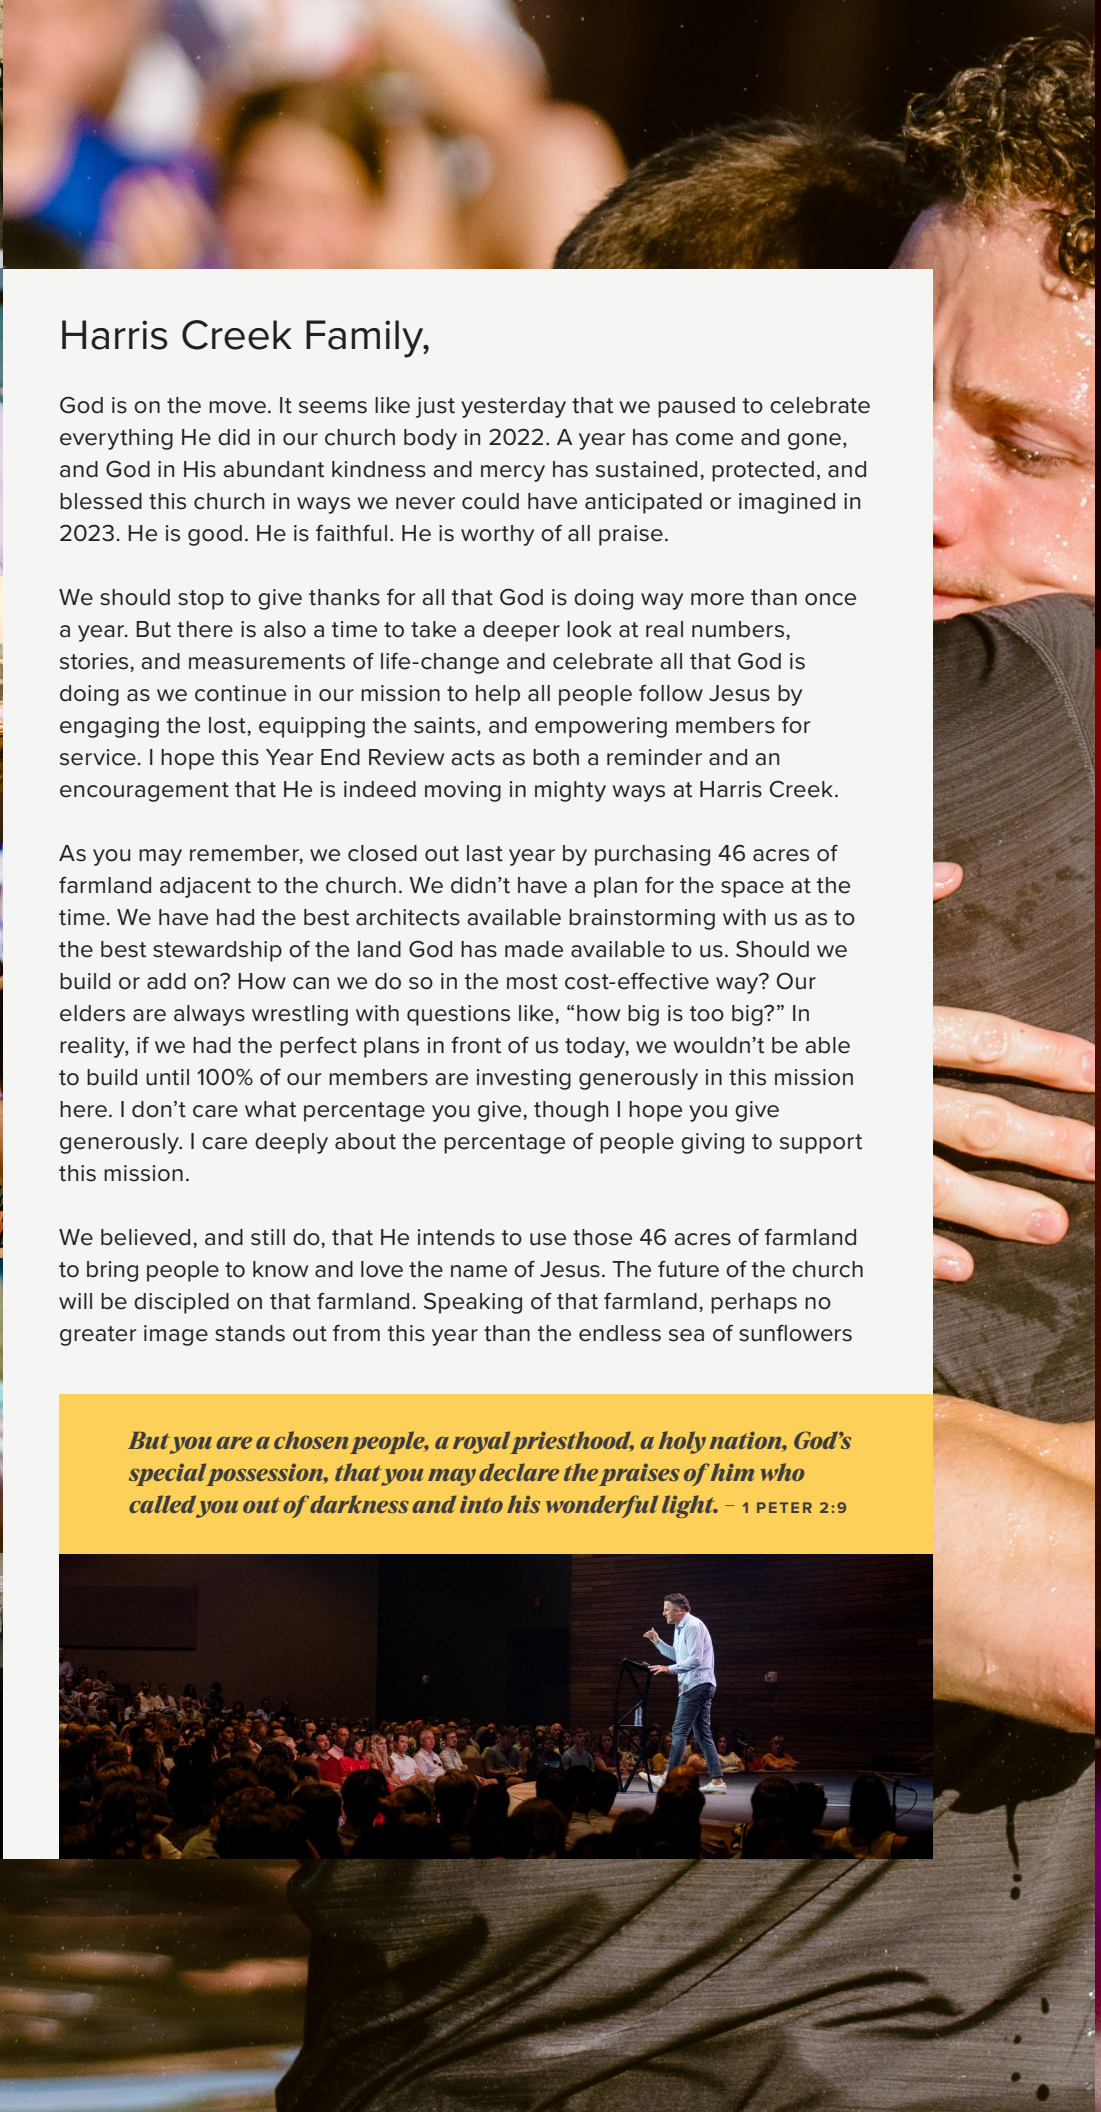 Harris Creek Family,
God is on the move. It seems like just yesterday that we paused to celebrate
everything He did in our church body in 2022. A year has come and gone,
and God in His abundant kindness and mercy has sustained, protected, and
blessed this church in ways we never could have anticipated or imagined in
2023. He is good. He is faithful. He is worthy of all praise.
We should stop to give thanks for all that God is doing way more than once
a year. But there is also a time to take a deeper look at real numbers,
stories, and measurements of life-change and celebrate all that God is
doing as we continue in our mission to help all people follow Jesus by
engaging the lost, equipping the saints, and empowering members for
service. I hope this Year End Review acts as both a reminder and an
encouragement that He is indeed moving in mighty ways at Harris Creek.
As you may remember, we closed out last year by purchasing 46 acres of
farmland adjacent to the church. We didn’t have a plan for the space at the
time. We have had the best architects available brainstorming with us as to
the best stewardship of the land God has made available to us. Should we
build or add on? How can we do so in the most cost-effective way? Our
elders are always wrestling with questions like, “how big is too big?” In
reality, if we had the perfect plans in front of us today, we wouldn’t be able
to build until 100% of our members are investing generously in this mission
here. I don’t care what percentage you give, though I hope you give
generously. I care deeply about the percentage of people giving to support
this mission.
We believed, and still do, that He intends to use those 46 acres of farmland
to bring people to know and love the name of Jesus. The future of the church
will be discipled on that farmland. Speaking of that farmland, perhaps no
greater image stands out from this year than the endless sea of sunflowers
But you are a chosen people, a royal priesthood, a holy nation, God’s
special possession, that you may declare the praises of him who
called you out of darkness and into his wonderful light. – 1 PETER 2:9